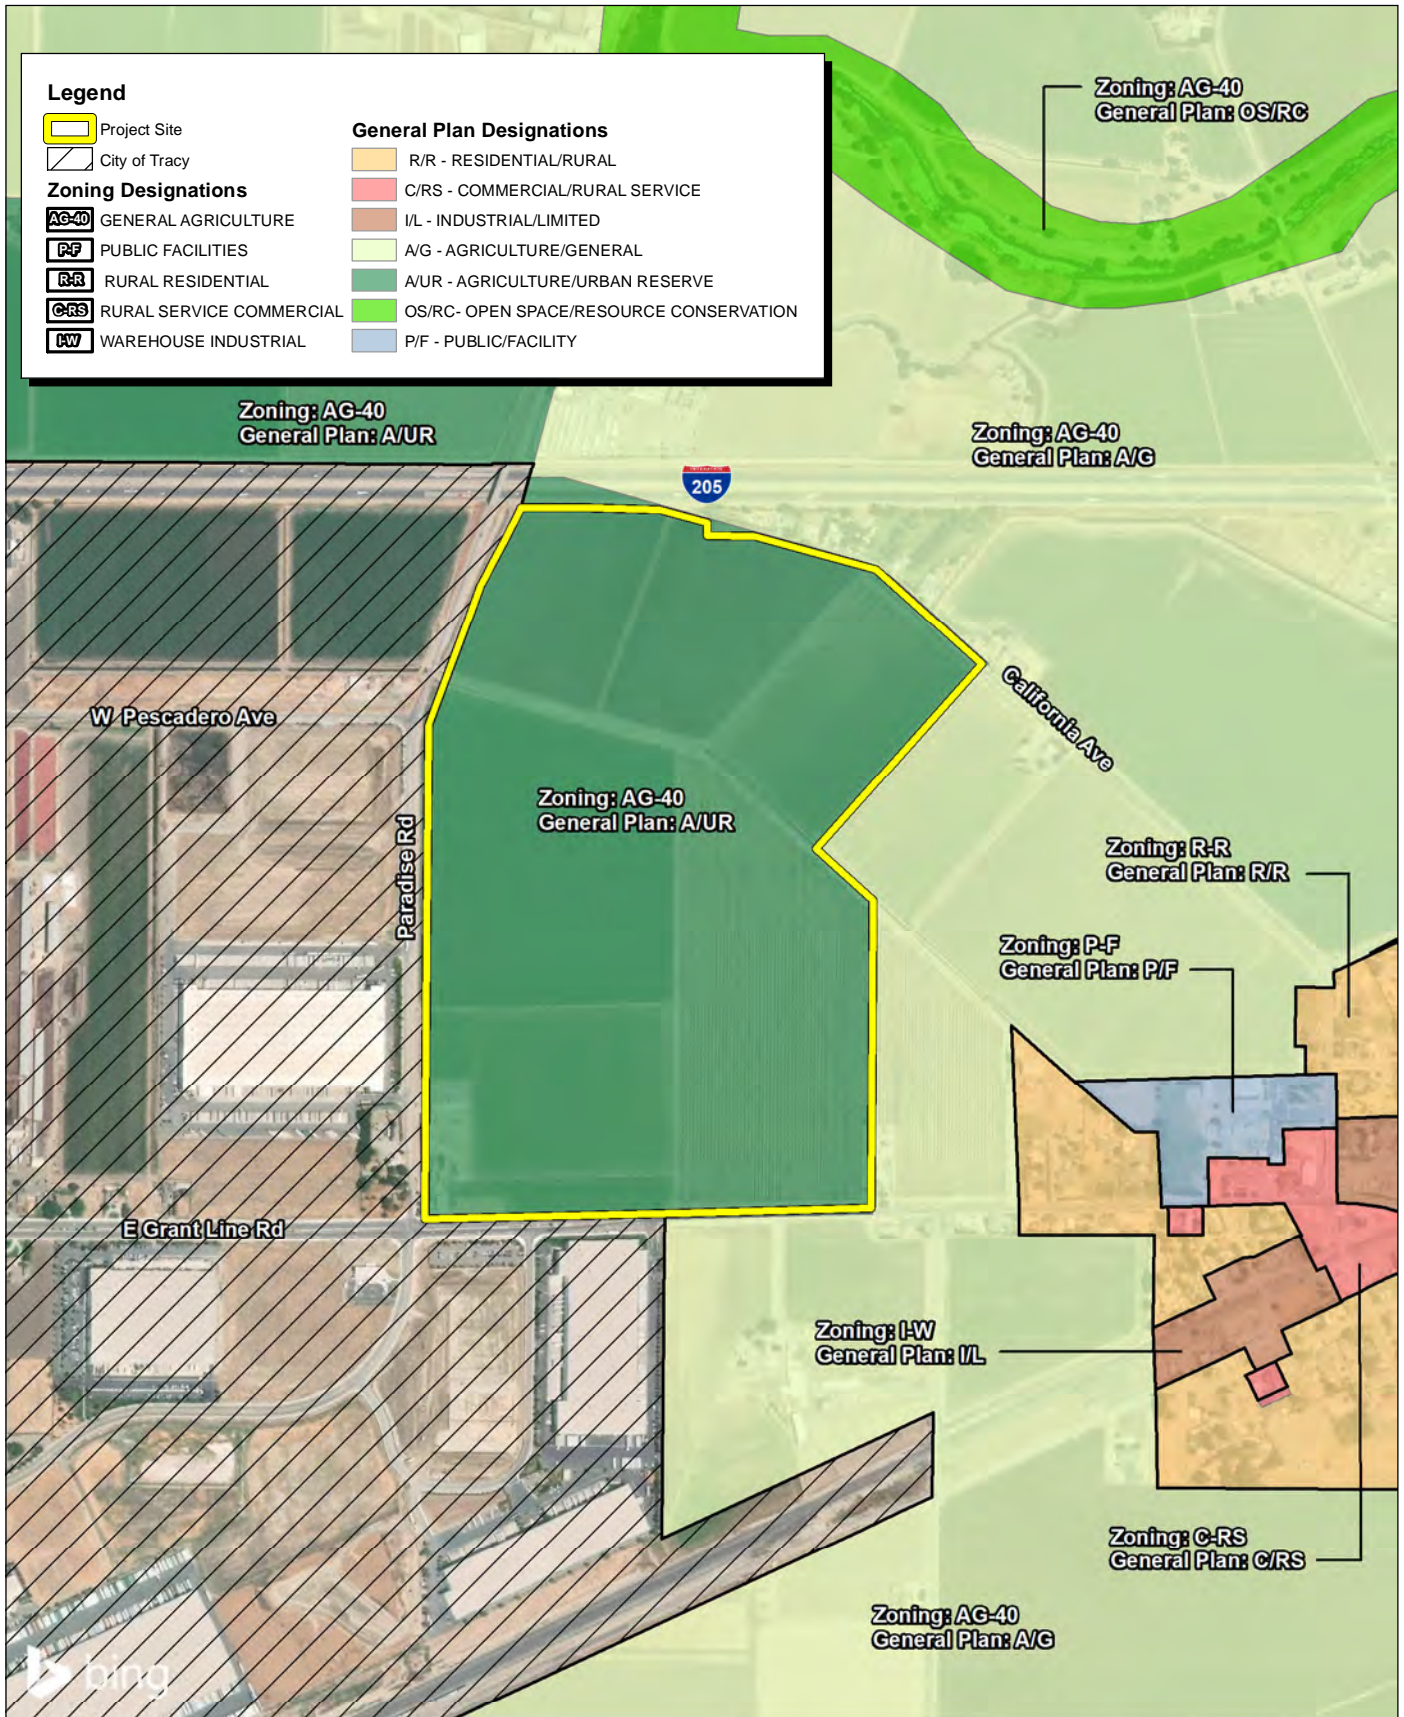 Legend
Project Site
City of Tracy
Zoning Designations
AG-40 GENERAL AGRICULTURE
P-F PUBLIC FACILITIES
R-R RURAL RESIDENTIAL
C-RS RURAL SERVICE COMMERCIAL
I-W WAREHOUSE INDUSTRIAL
General Plan Designations
R/R - RESIDENTIAL/RURAL
C/RS - COMMERCIAL/RURAL SERVICE
I/L - INDUSTRIAL/LIMITED
A/G - AGRICULTURE/GENERAL
A/UR - AGRICULTURE/URBAN RESERVE
OS/RC- OPEN SPACE/RESOURCE CONSERVATION
P/F - PUBLIC/FACILITY
Zoning: AG-40
General Plan: OS/RC
Zoning: AG-40
General Plan: A/UR
Zoning: AG-40
General Plan: A/G
205
California Ave
W Pescadero Ave
Zoning: AG-40
General Plan: A/UR
Paradise Rd
Zoning: R-R
General Plan: R/R
Zoning: P-F
General Plan: P/F
E Grant Line Rd
Zoning: I-W
General Plan: I/L
Zoning: C-RS
General Plan: C/RS
Zoning: AG-40
General Plan: A/G
bing